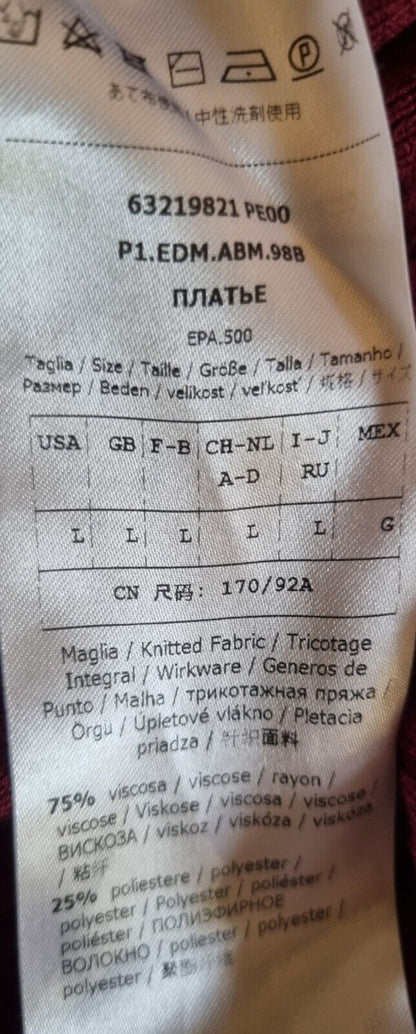 あて布使用 中性洗剤使用
63219821 PE00
P1.EDM.ABM.98B
ПЛАТЬЕ
EPA.500
Taglia / Size / Taille / Größe / Talla / Tamanho /
Размер / Beden / velikost / veľkosť / 规格 / サイズ
USA GB F-B CH-NL I-J MEX
A-D RU
L L L L L G
CN 尺码: 170/92A
Maglia / Knitted Fabric / Tricotage
Integral / Wirkware / Generos de
Punto / Malha / трикотажная пряжа /
Örgü / Úpletové vlákno / Pletacia
priadza / 针织面料
75% viscosa / viscose / rayon /
viscose / Viskose / viscosa / viscose /
ВИСКОЗА / viskoz / viskóza / viskóza
/ 粘纤
25% poliestere / polyester /
polyester / Polyester / poliéster /
poliéster / ПОЛИЭФИРНОЕ
ВОЛОКНО / poliester / polyester /
polyester / 聚酯纤维